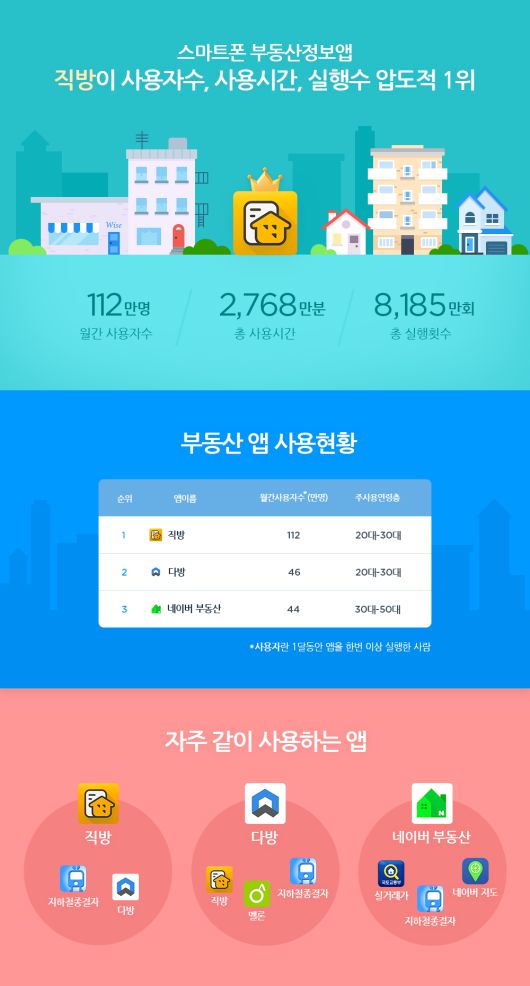 스마트폰 부동산정보앱
직방이 사용자수, 사용시간, 실행수 압도적 1위
Wise
112만명
월간 사용자수
2,768만분
총 사용시간
8,185만회
총 실행횟수
부동산 앱 사용현황
순위 앱이름 월간사용자수*(만명) 주사용연령층
1 직방 112 20대-30대
2 다방 46 20대-30대
3 네이버 부동산 44 30대-50대
*사용자란 1달동안 앱을 한번 이상 실행한 사람
자주 같이 사용하는 앱
직방
지하철종결자
다방
다방
직방
멜론
지하철종결자
N
네이버 부동산
국토교통부
실거래가
지하철종결자
네이버 지도